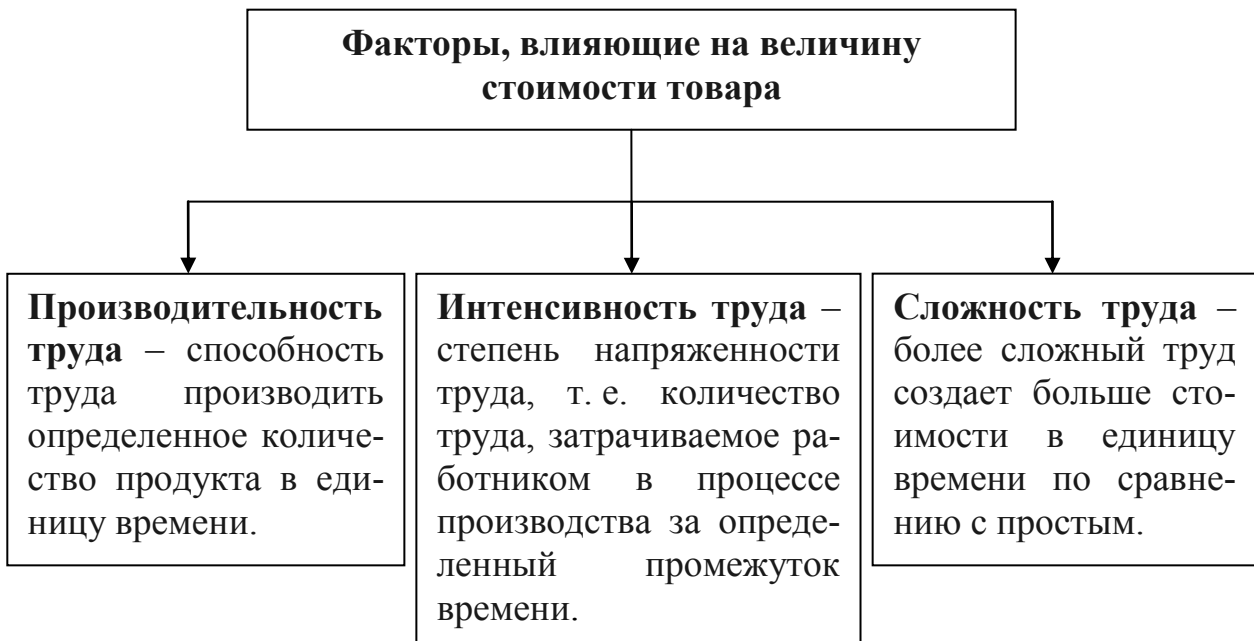 Факторы, влияющие на величину
стоимости товара
Производительность
труда – способность
труда производить
определенное количе-
ство продукта в еди-
ницу времени.
Интенсивность труда –
степень напряженности
труда, т. е. количество
труда, затрачиваемое ра-
ботником в процессе
производства за опреде-
ленный промежуток
времени.
Сложность труда –
более сложный труд
создает больше сто-
имости в единицу
времени по сравне-
нию с простым.